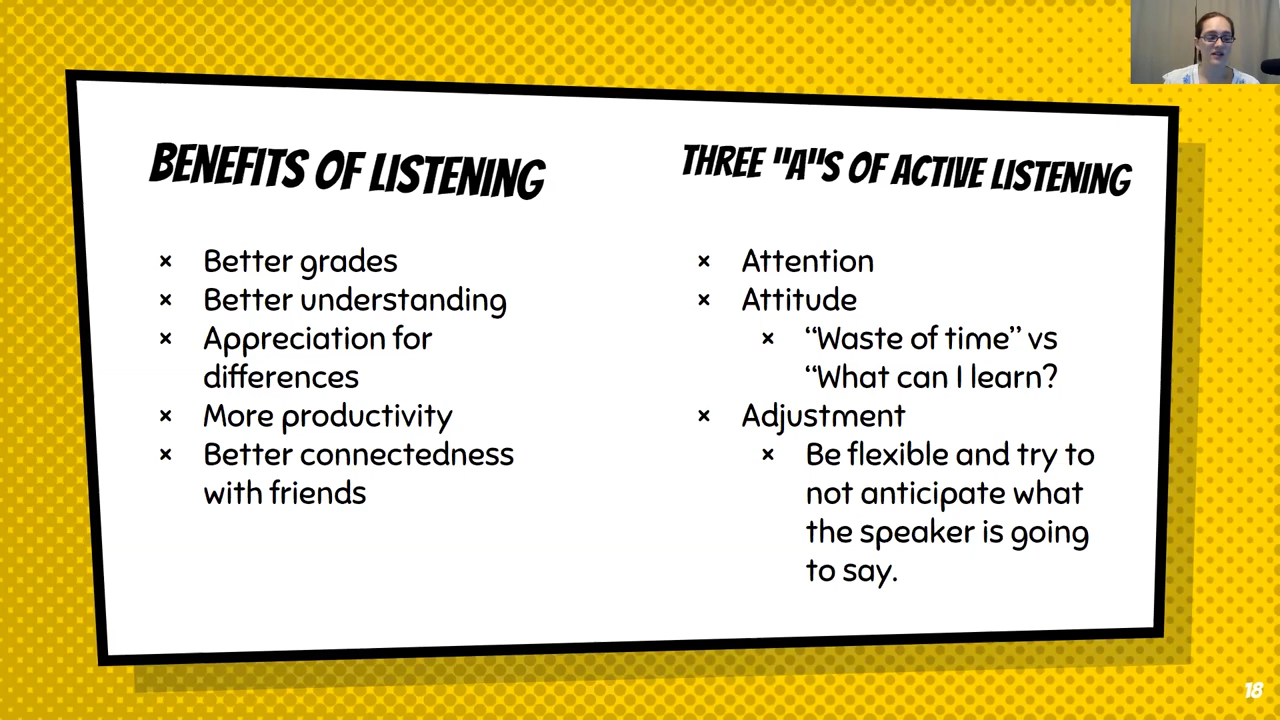 BENEFITS OF LISTENING
× Better grades
× Better understanding
× Appreciation for
differences
× More productivity
× Better connectedness
with friends
THREE "A"S OF ACTIVE LISTENING
× Attention
× Attitude
× “Waste of time” vs
“What can I learn?
× Adjustment
× Be flexible and try to
not anticipate what
the speaker is going
to say.
18